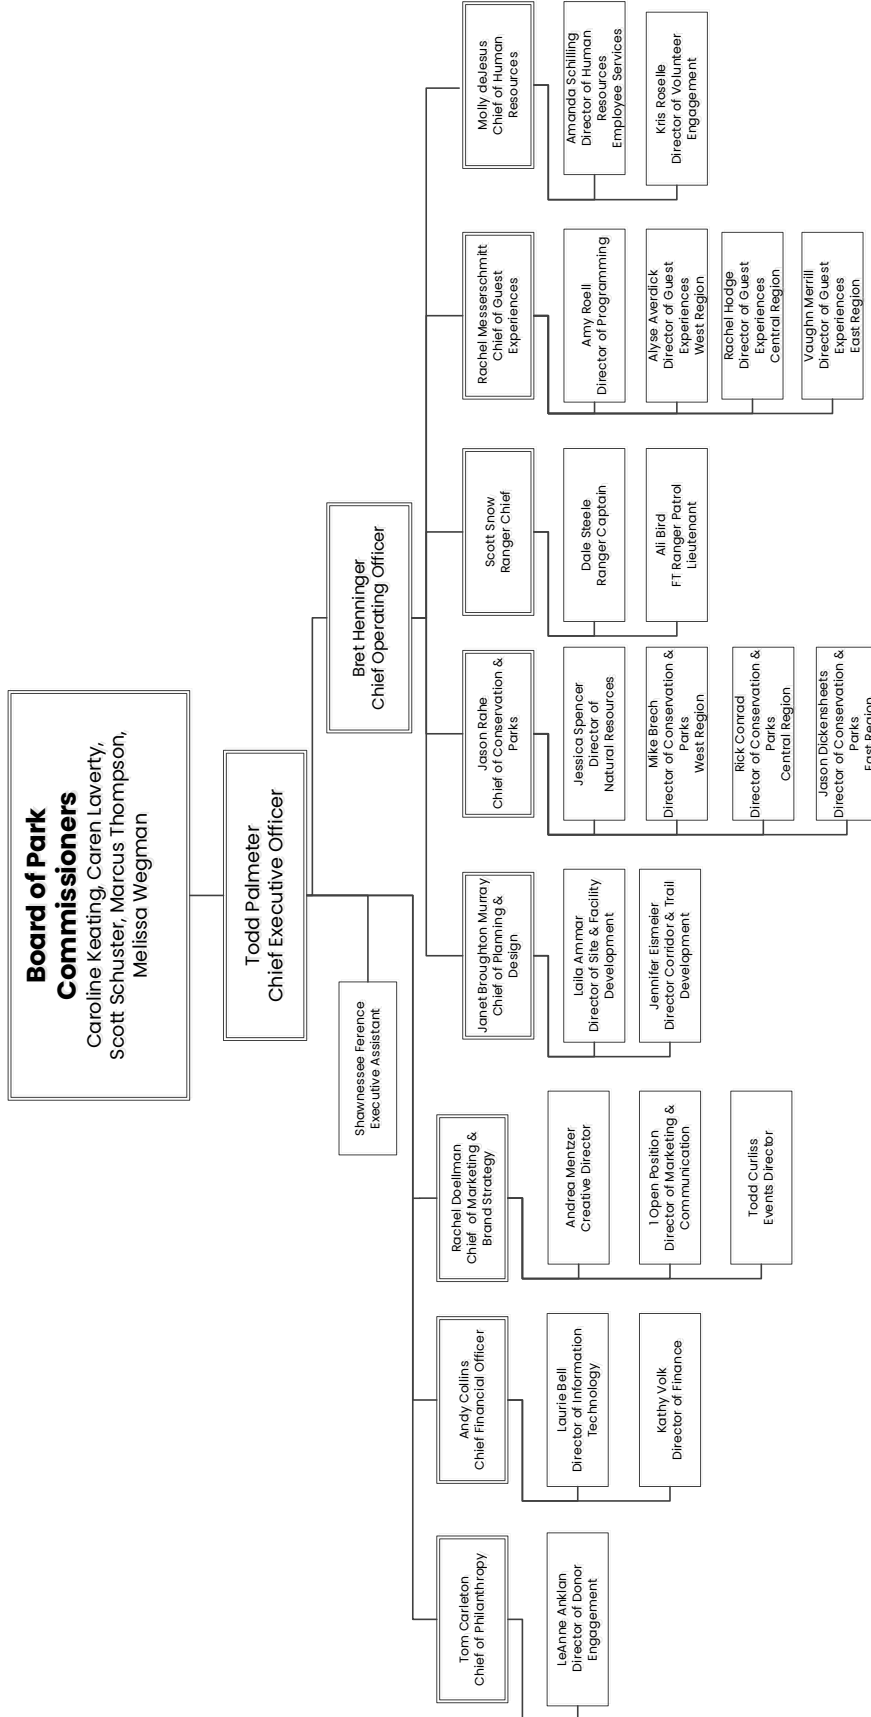 Board of Park
Commissioners
Caroline Keating, Caren Laverty,
Scott Schuster, Marcus Thompson,
Melissa Wegman
Todd Palmeter
Chief Executive Officer
Shawnessee Ference
Executive Assistant
Bret Henninger
Chief Operating Officer
Tom Carleton
Chief of Philanthropy
LeAnne Anklan
Director of Donor
Engagement
Andy Collins
Chief Financial Officer
Laurie Bell
Director of Information
Technology
Kathy Volk
Director of Finance
Rachel Doellman
Chief of Marketing &
Brand Strategy
Andrea Mentzer
Creative Director
1 Open Position
Director of Marketing &
Communication
Todd Curliss
Events Director
Janet Broughton Murray
Chief of Planning &
Design
Laila Ammar
Director of Site & Facility
Development
Jennifer Eismeier
Director Corridor & Trail
Development
Jason Rahe
Chief of Conservation &
Parks
Jessica Spencer
Director of
Natural Resources
Mike Brech
Director of Conservation &
Parks
West Region
Rick Conrad
Director of Conservation &
Parks
Central Region
Jason Dickensheets
Director of Conservation &
Parks
East Region
Scott Snow
Ranger Chief
Dale Steele
Ranger Captain
Ali Bird
FT Ranger Patrol
Lieutenant
Rachel Messerschmitt
Chief of Guest
Experiences
Amy Roell
Director of Programming
Alyse Averdick
Director of Guest
Experiences
West Region
Rachel Hodge
Director of Guest
Experiences
Central Region
Vaughn Merrill
Director of Guest
Experiences
East Region
Molly deJesus
Chief of Human
Resources
Amanda Schilling
Director of Human
Resources
Employee Services
Kris Roselle
Director of Volunteer
Engagement